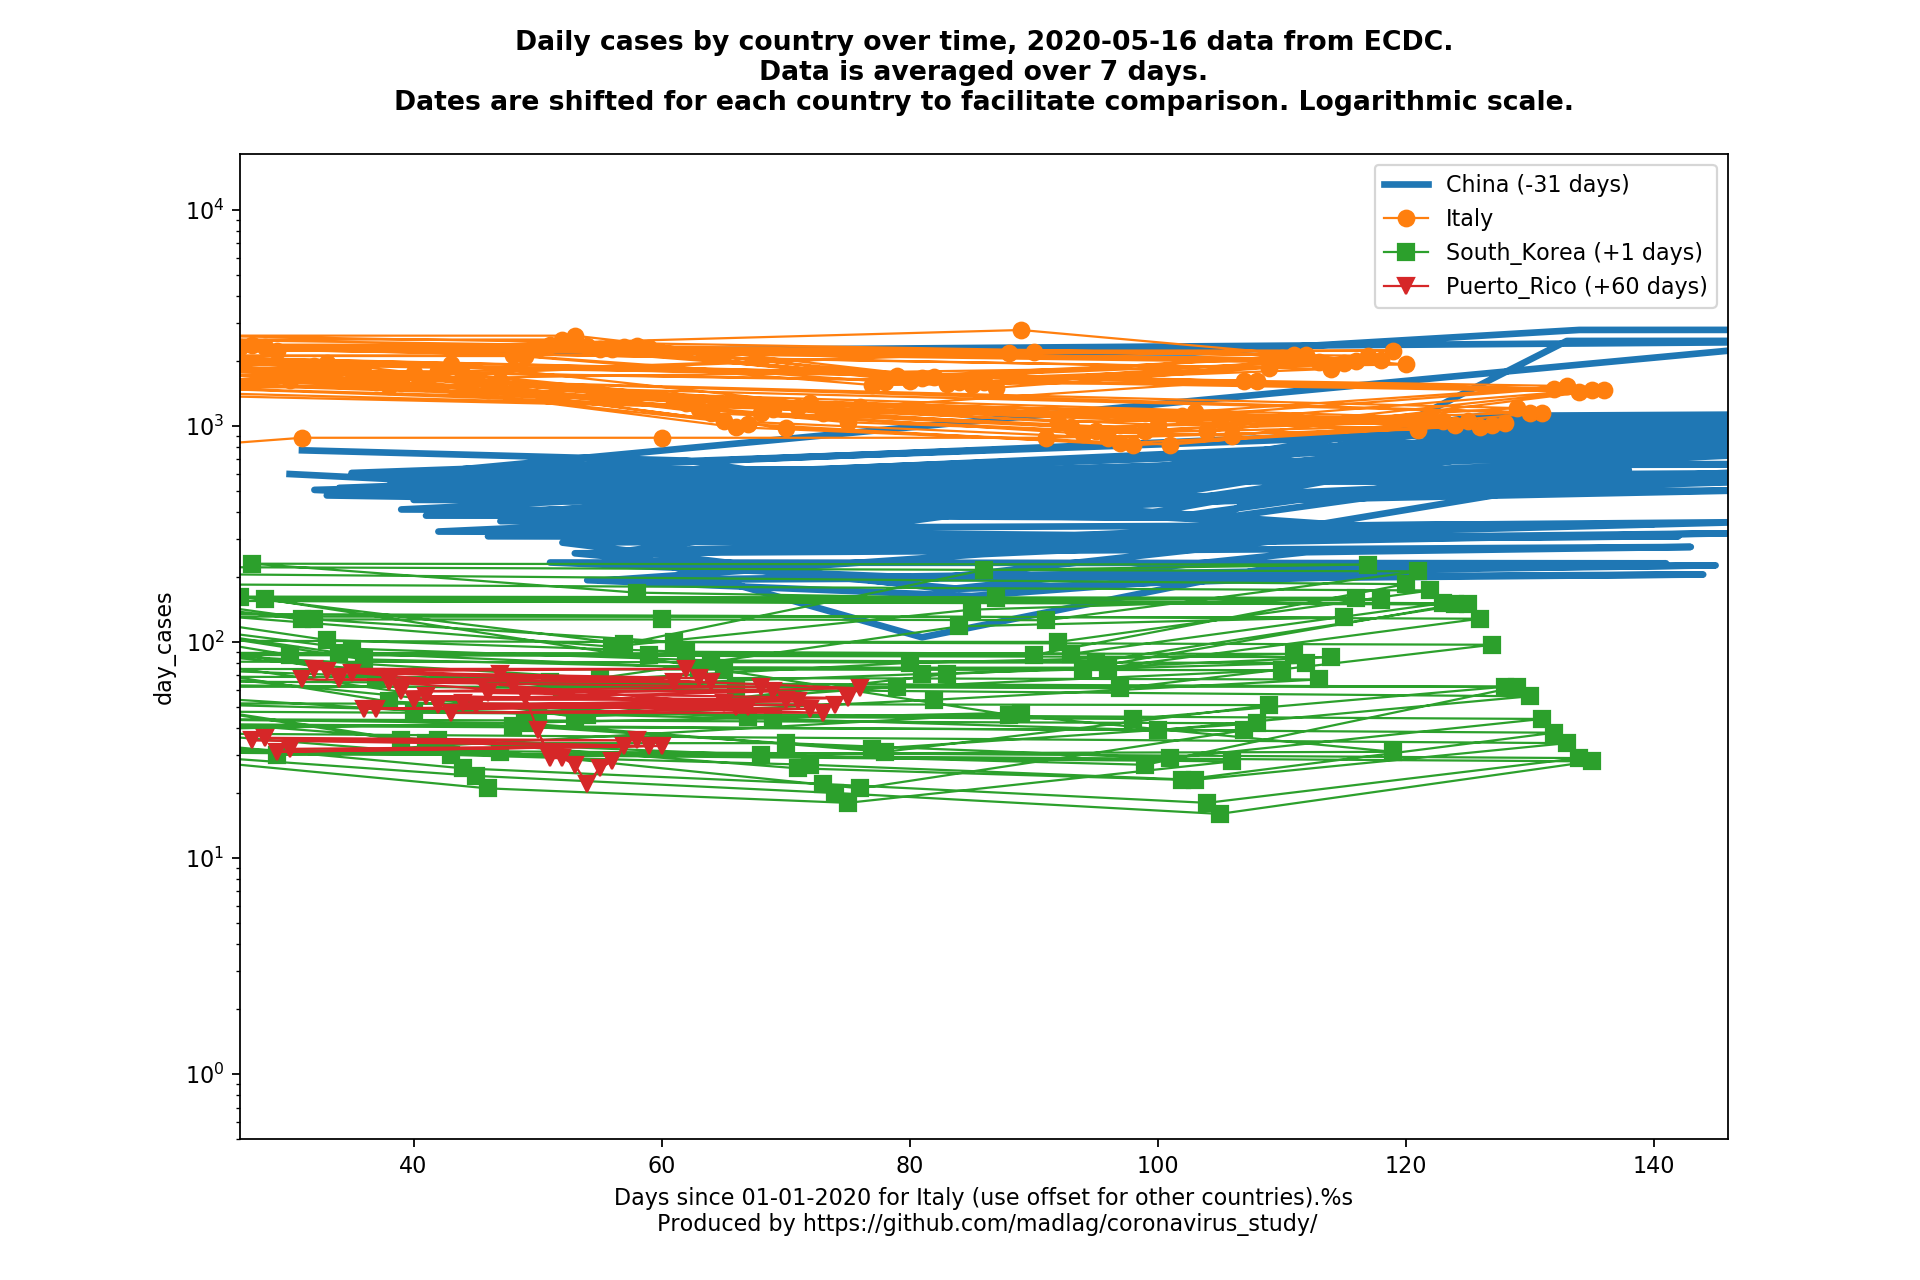 Daily cases by country over time, 2020-05-16 data from ECDC.
Data is averaged over 7 days.
Dates are shifted for each country to facilitate comparison. Logarithmic scale.
China (-31 days)
Italy
South_Korea (+1 days)
Puerto_Rico (+60 days)
day_cases
10⁴
10³
10²
10¹
10⁰
40 60 80 100 120 140
Days since 01-01-2020 for Italy (use offset for other countries).%s
Produced by https://github.com/madlag/coronavirus_study/